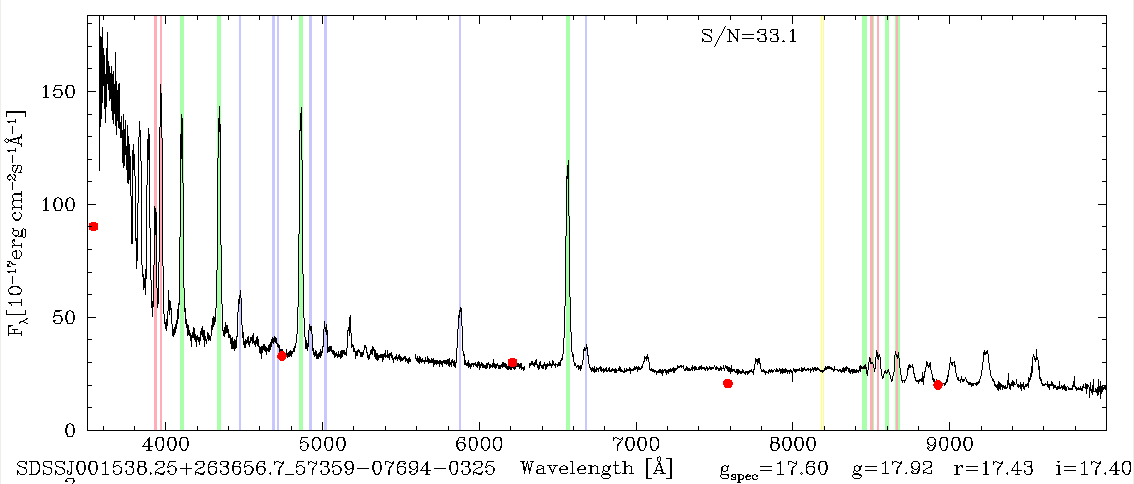 S/N=33.1
150
100
50
0
F_λ[10⁻¹⁷erg cm⁻²s⁻¹Å⁻¹]
4000 5000 6000 7000 8000 9000
SDSSJ001538.25+263656.7_57359-07694-0325 Wavelength [Å] g_spec=17.60 g=17.92 r=17.43 i=17.40